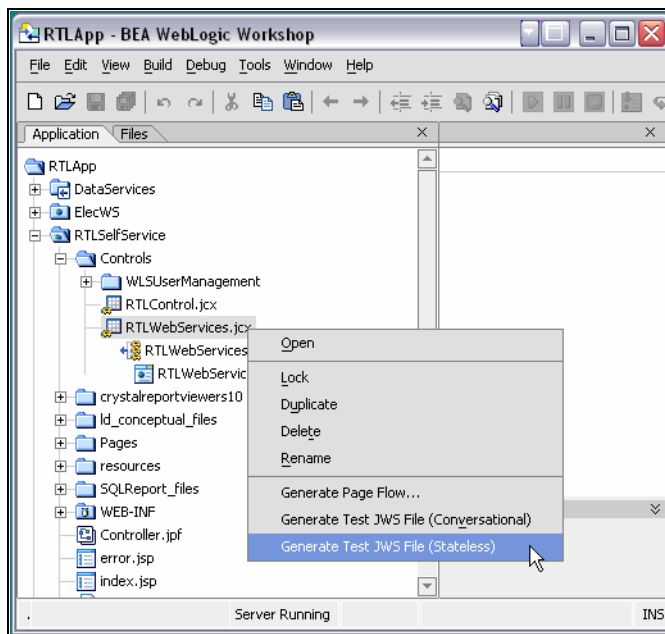 RTLApp - BEA WebLogic Workshop
File Edit View Build Debug Tools Window Help
Application Files
RTLApp
DataServices
ElecWS
RTLSelfService
Controls
WLSUserManagement
RTLControl.jcx
RTLWebServices.jcx
RTLWebServices
RTLWebServic
crystalreportviewers10
ld_conceptual_files
Pages
resources
SQLReport_files
WEB-INF
Controller.jpf
error.jsp
index.jsp
Open
Lock
Duplicate
Delete
Rename
Generate Page Flow...
Generate Test JWS File (Conversational)
Generate Test JWS File (Stateless)
. Server Running INS